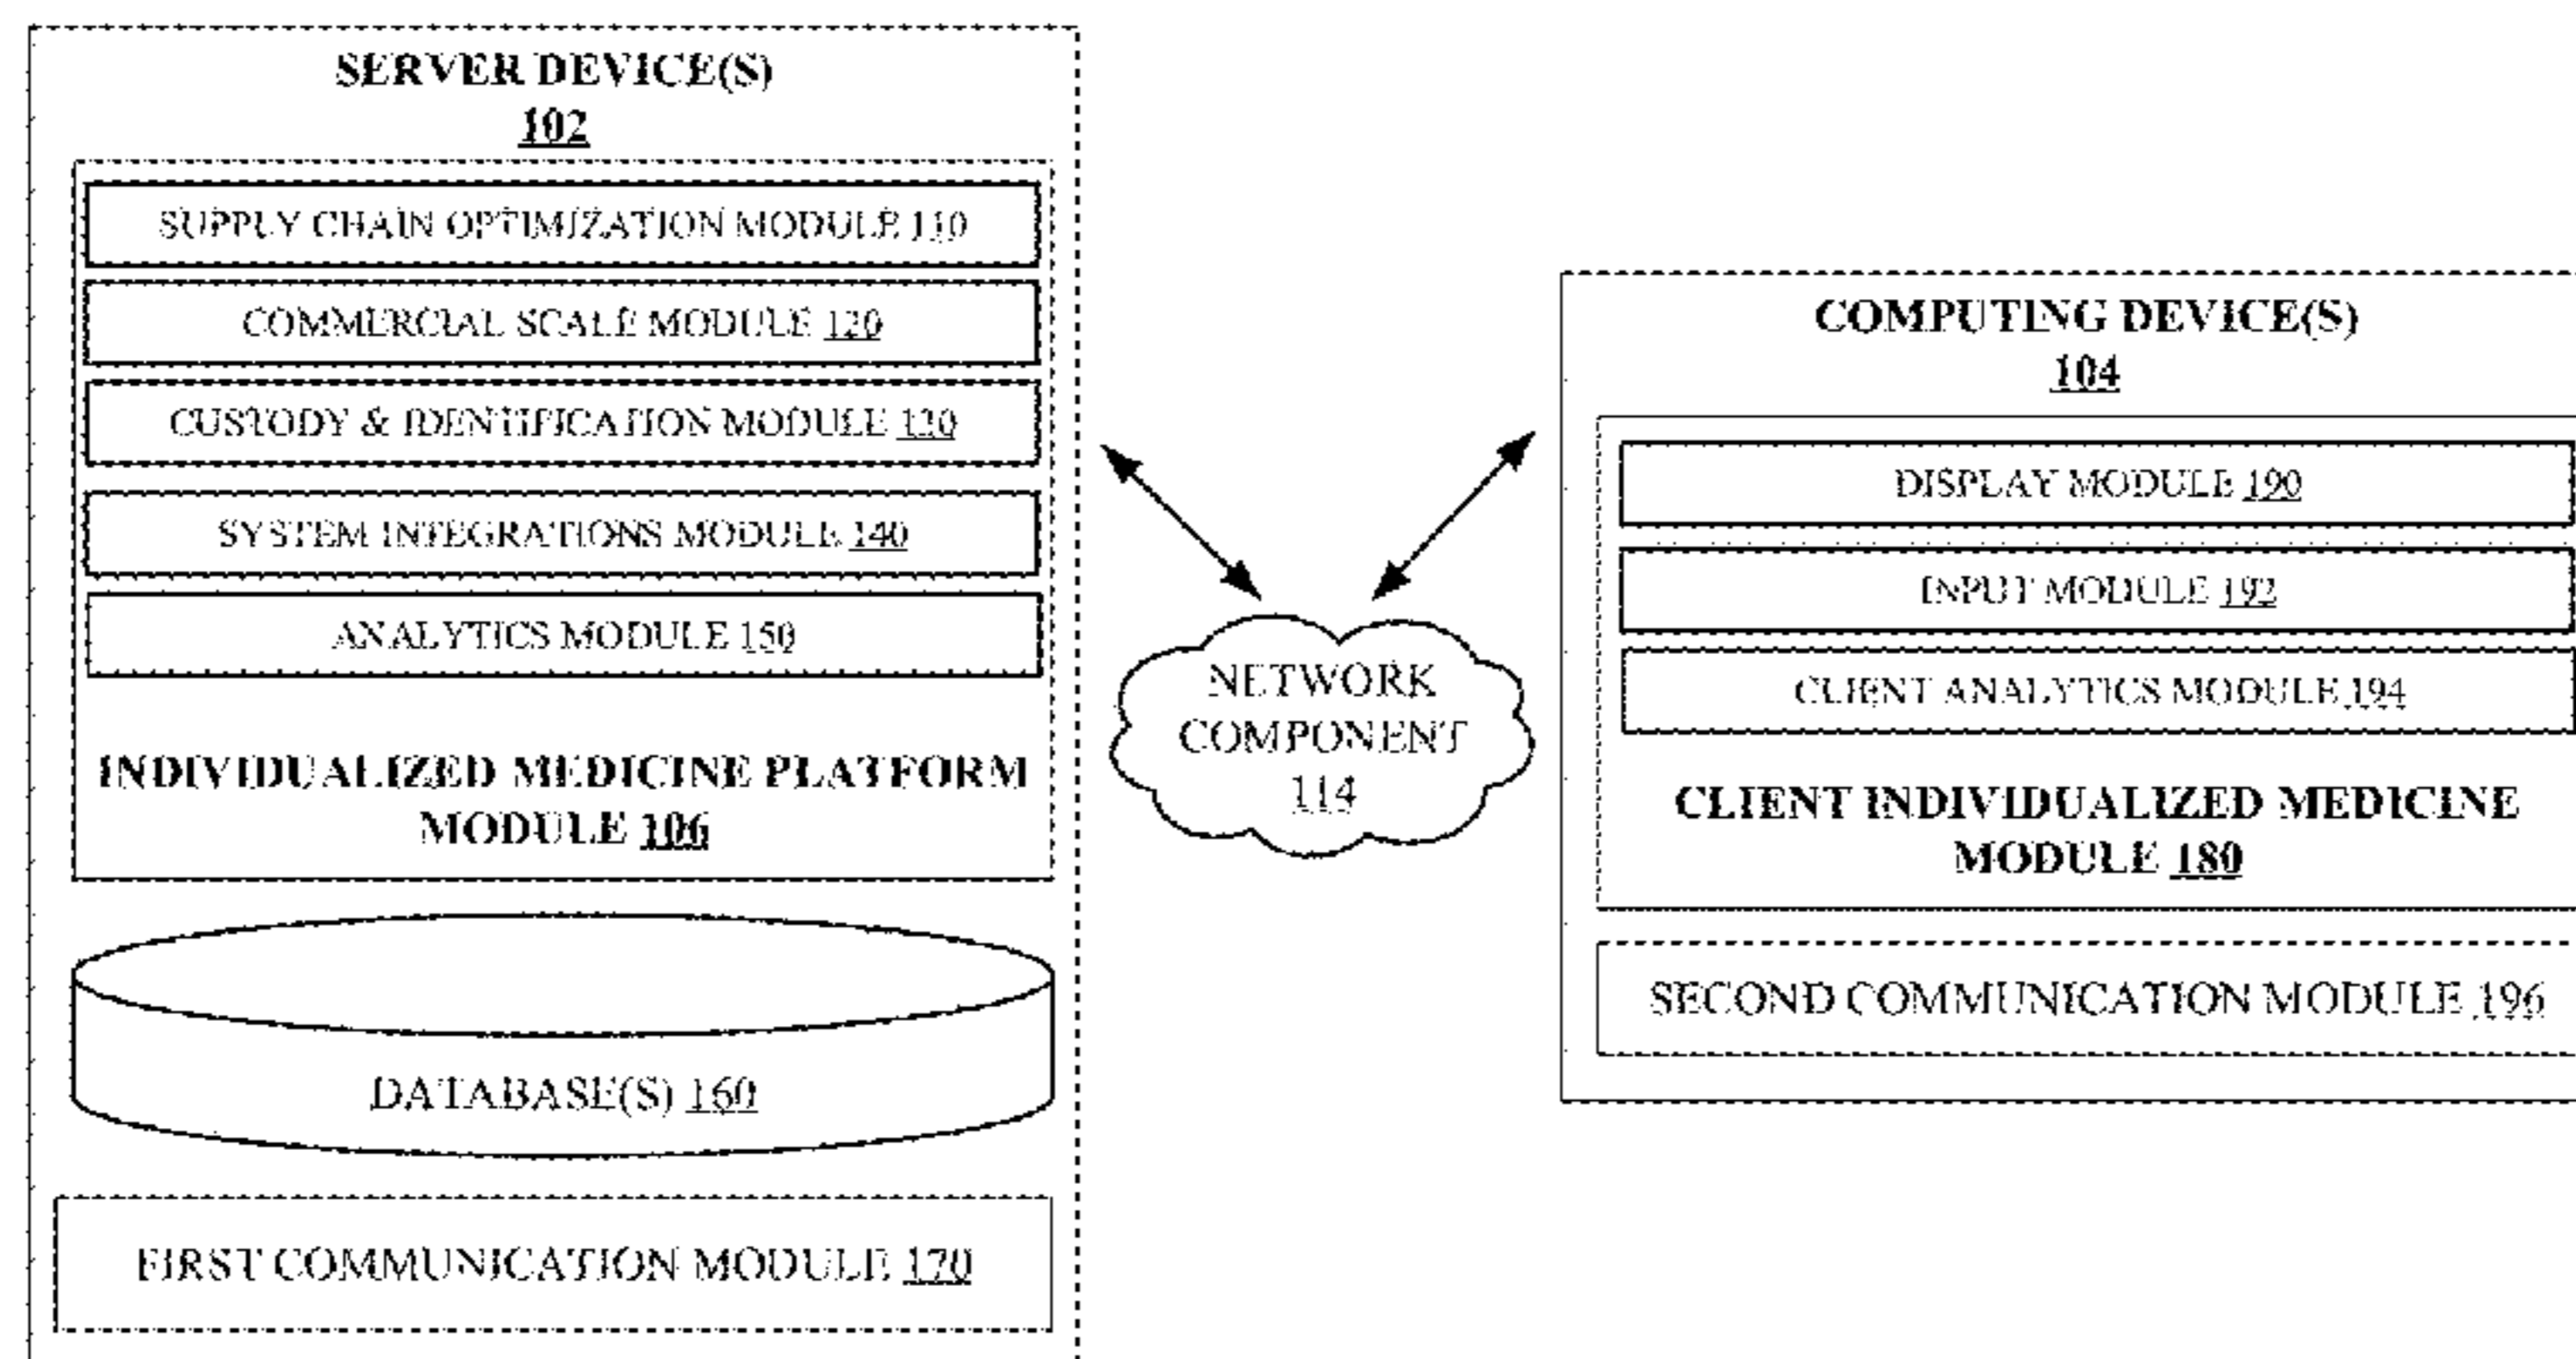 SERVER DEVICE(S)
102
SUPPLY CHAIN OPTIMIZATION MODULE 110
COMMERCIAL SCALE MODULE 120
CUSTODY & IDENTIFICATION MODULE 130
SYSTEM INTEGRATIONS MODULE 140
ANALYTICS MODULE 150
INDIVIDUALIZED MEDICINE PLATFORM
MODULE 106
DATABASE(S) 160
FIRST COMMUNICATION MODULE 170
NETWORK
COMPONENT
114
COMPUTING DEVICE(S)
104
DISPLAY MODULE 190
INPUT MODULE 192
CLIENT ANALYTICS MODULE 194
CLIENT INDIVIDUALIZED MEDICINE
MODULE 180
SECOND COMMUNICATION MODULE 196